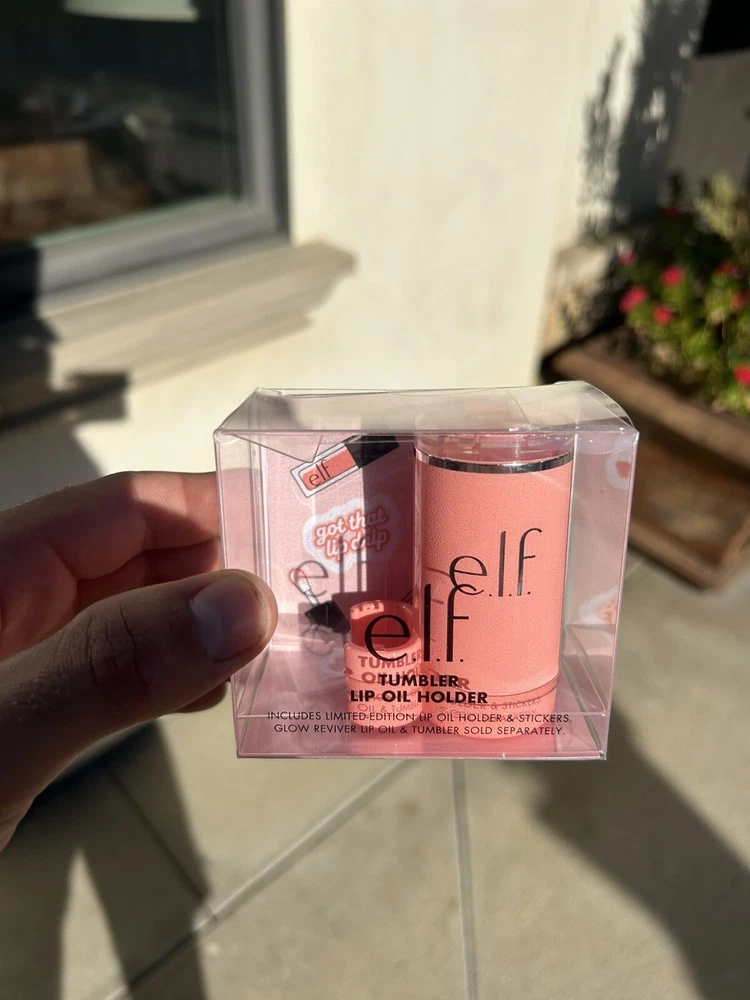 elf
got that
lip drip
e.l.f.
e.l.f.
TUMBLER
LIP OIL HOLDER
INCLUDES LIMITED-EDITION LIP OIL HOLDER & STICKERS.
GLOW REVIVER LIP OIL & TUMBLER SOLD SEPARATELY.